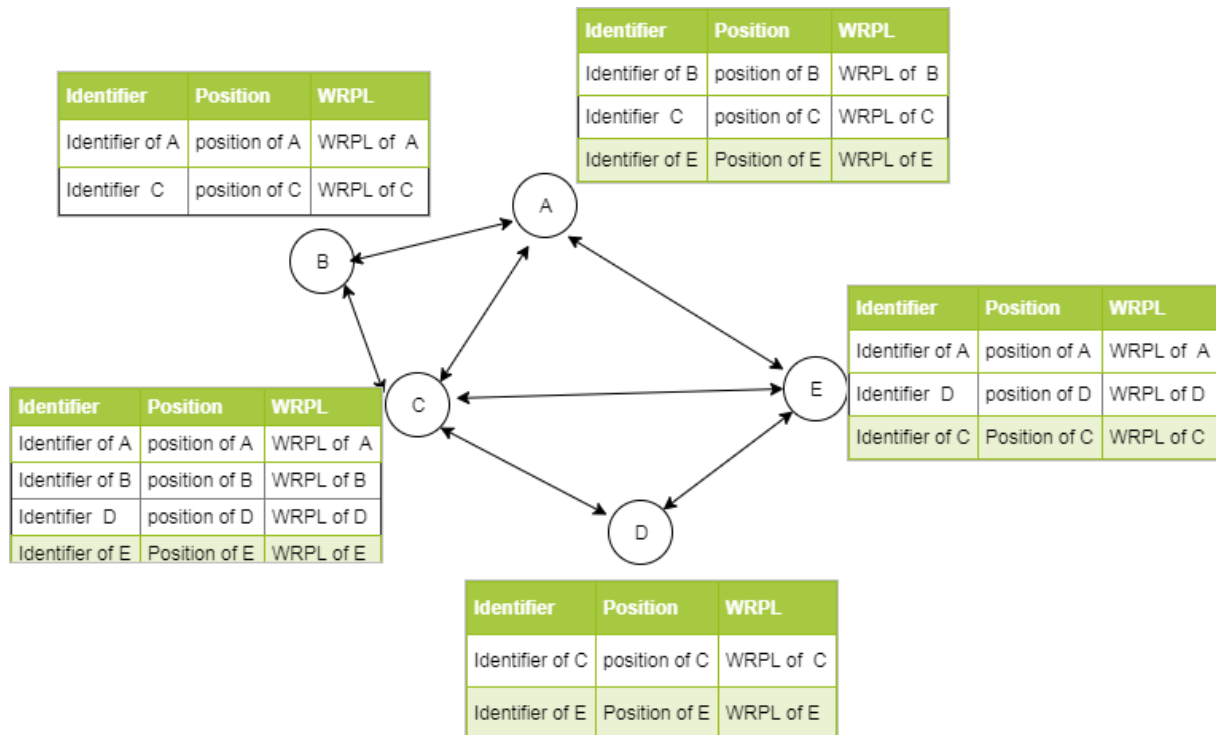 Identifier Position WRPL
Identifier of B position of B WRPL of  B
Identifier  C position of C WRPL of C
Identifier of E Position of E WRPL of E
Identifier Position WRPL
Identifier of A position of A WRPL of  A
Identifier  C position of C WRPL of C
A
B
Identifier Position WRPL
Identifier of A position of A WRPL of  A
Identifier  D position of D WRPL of D
Identifier of C Position of C WRPL of C
E
C
Identifier Position WRPL
Identifier of A position of A WRPL of  A
Identifier of B position of B WRPL of B
Identifier  D position of D WRPL of D
Identifier of E Position of E WRPL of E
D
Identifier Position WRPL
Identifier of C position of C WRPL of  C
Identifier of E Position of E WRPL of E